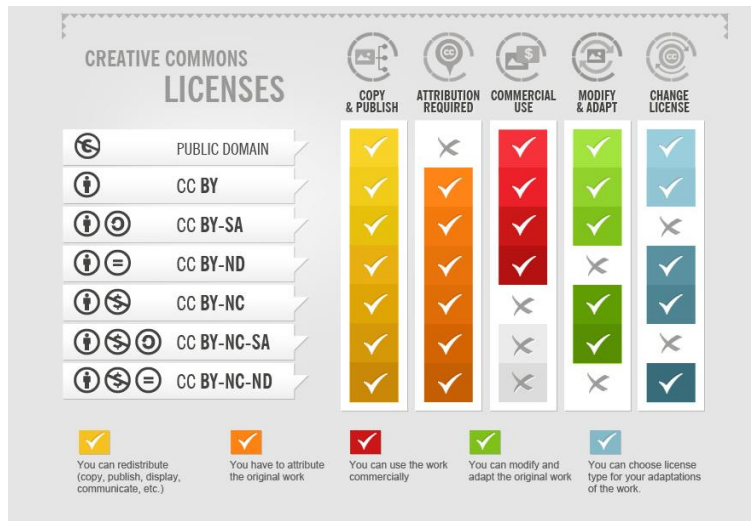 CREATIVE COMMONS
LICENSES
COPY
& PUBLISH
ATTRIBUTION
REQUIRED
COMMERCIAL
USE
MODIFY
& ADAPT
CHANGE
LICENSE
PUBLIC DOMAIN
CC BY
CC BY-SA
CC BY-ND
CC BY-NC
CC BY-NC-SA
CC BY-NC-ND
You can redistribute
(copy, publish, display,
communicate, etc.)
You have to attribute
the original work
You can use the work
commercially
You can modify and
adapt the original work
You can choose license
type for your adaptations
of the work.